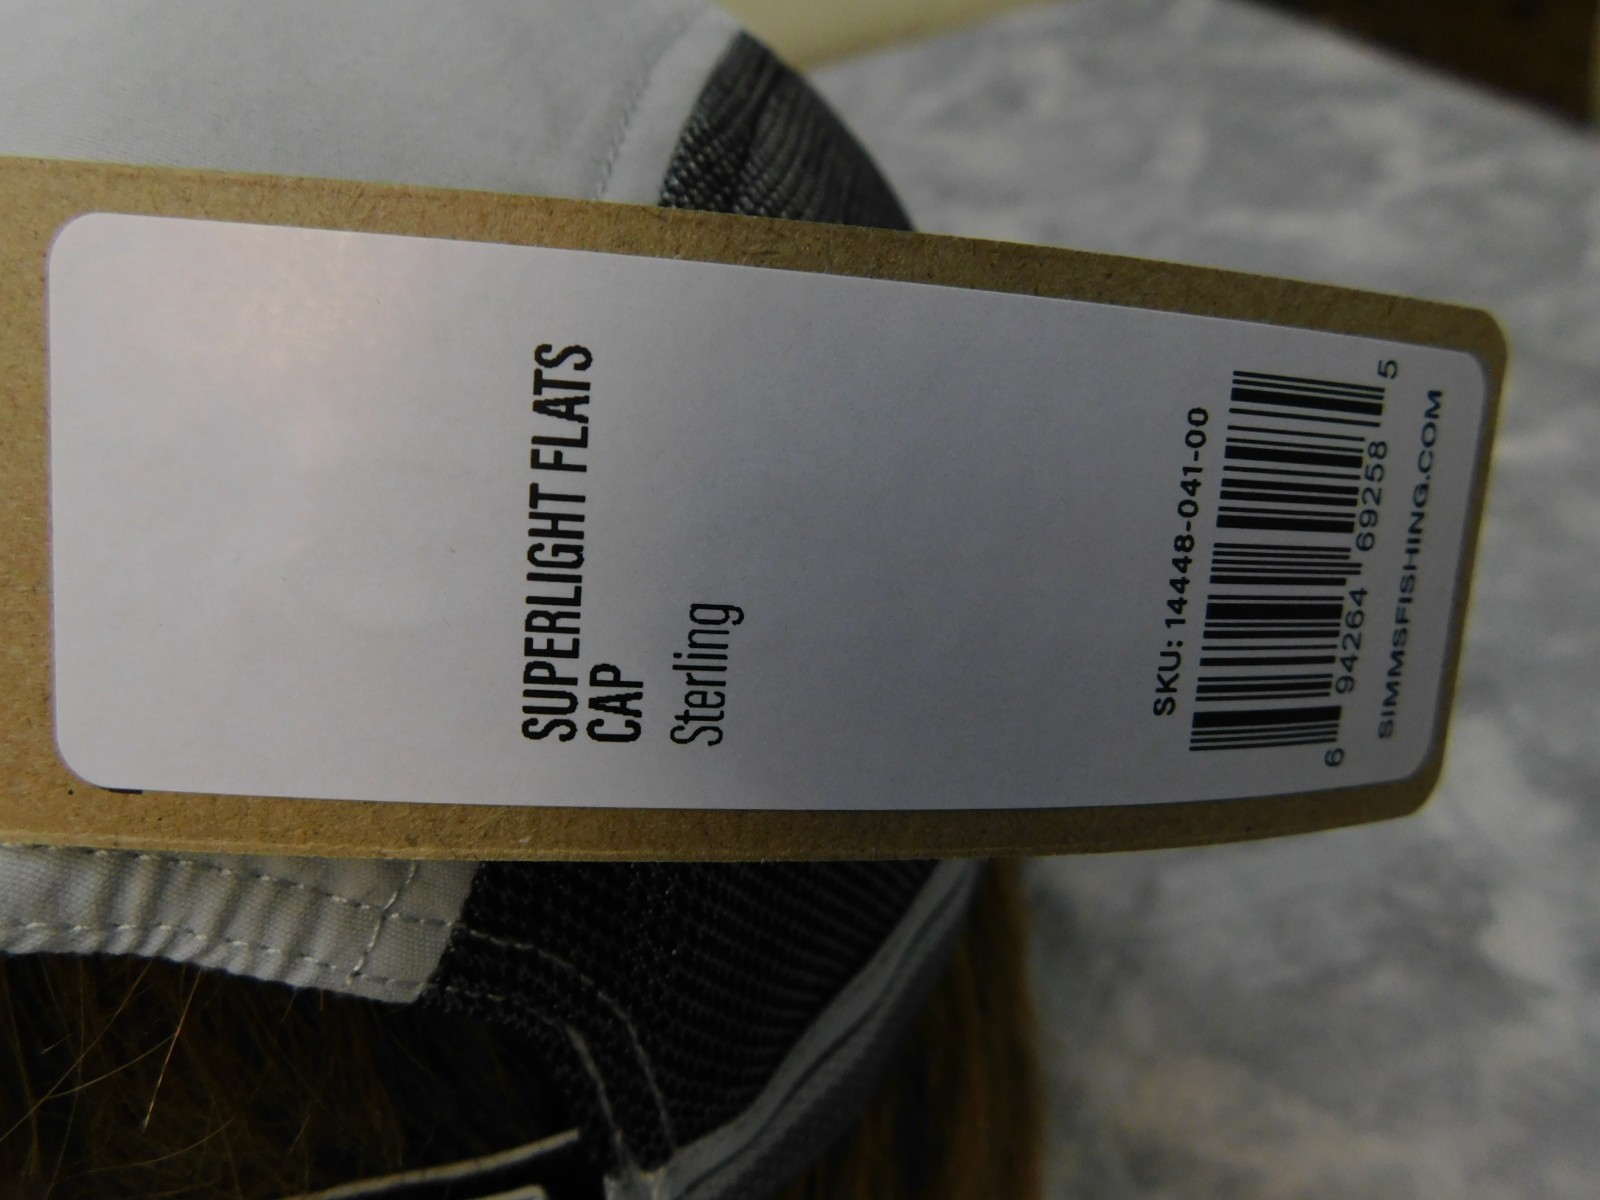 SUPERLIGHT FLATS
CAP
Sterling
SKU: 14448-041-00
6 94264 69258 5
SIMMSFISHING.COM